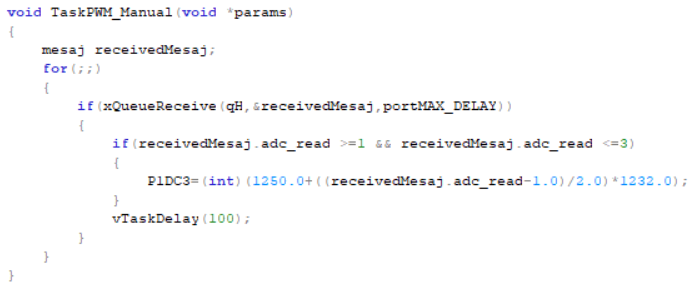 void TaskPWM_Manual(void *params)
{
    mesaj receivedMesaj;
    for(;;)
    {
        if(xQueueReceive(qH,&receivedMesaj,portMAX_DELAY))
        {
            if(receivedMesaj.adc_read >=1 && receivedMesaj.adc_read <=3)
            {
                P1DC3=(int)(1250.0+((receivedMesaj.adc_read-1.0)/2.0)*1232.0);
            }
            vTaskDelay(100);
        }
    }
}